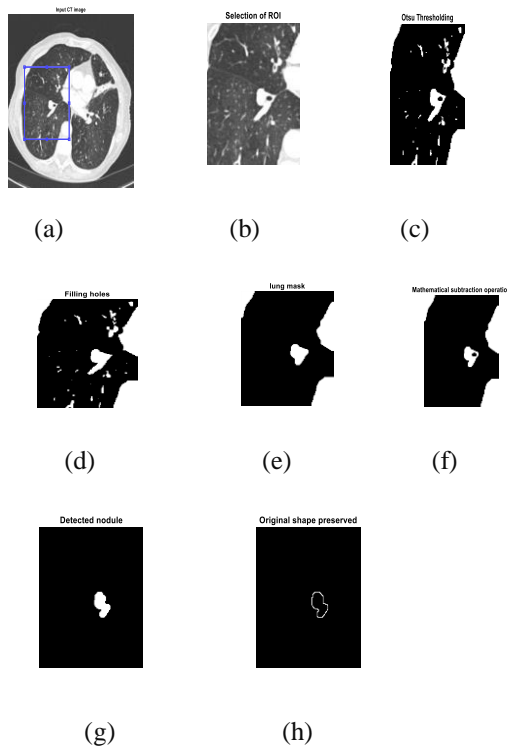 Input CT image
Selection of ROI
Otsu Thresholding
(a)
(b)
(c)
Filling holes
lung mask
Mathematical subtraction operatio
(d)
(e)
(f)
Detected nodule
Original shape preserved
(g)
(h)